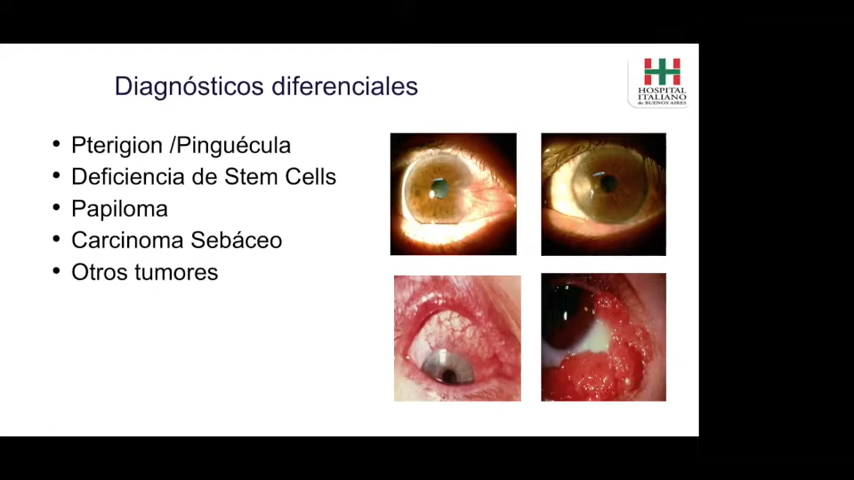 Diagnósticos diferenciales
HOSPITAL
ITALIANO
de BUENOS AIRES
• Pterigion /Pinguécula
• Deficiencia de Stem Cells
• Papiloma
• Carcinoma Sebáceo
• Otros tumores